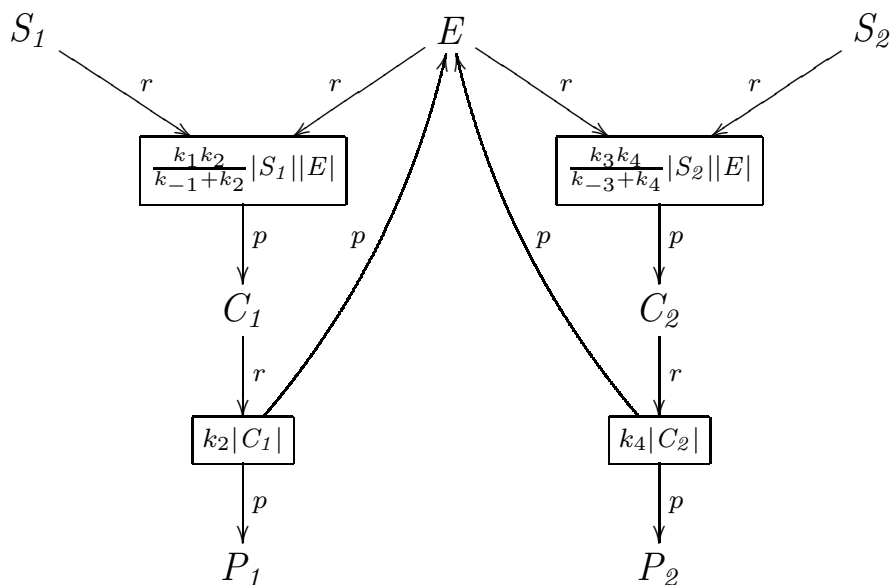 S₁ E S₂
r r r r
k₁k₂/(k₋₁+k₂) |S₁||E| k₃k₄/(k₋₃+k₄) |S₂||E|
p p p p
C₁ C₂
r r
k₂|C₁| k₄|C₂|
p p
P₁ P₂